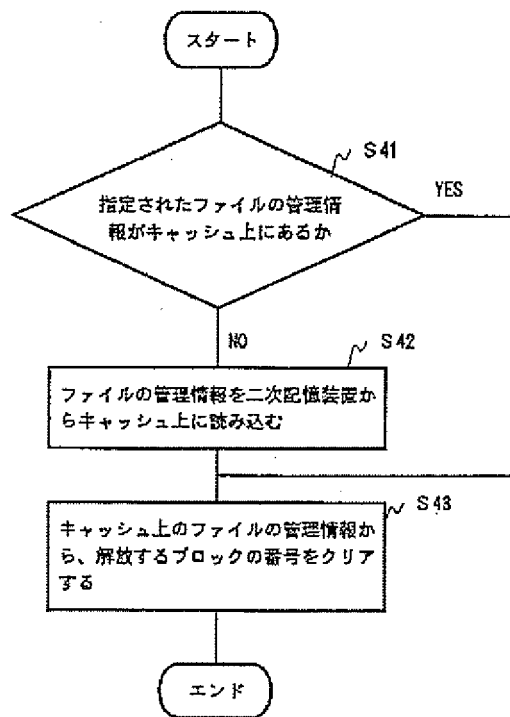 スタート
S41
YES
指定されたファイルの管理情
報がキャッシュ上にあるか
NO
S42
ファイルの管理情報を二次記憶装置か
らキャッシュ上に読み込む
S43
キャッシュ上のファイルの管理情報か
ら、解放するブロックの番号をクリア
する
エンド